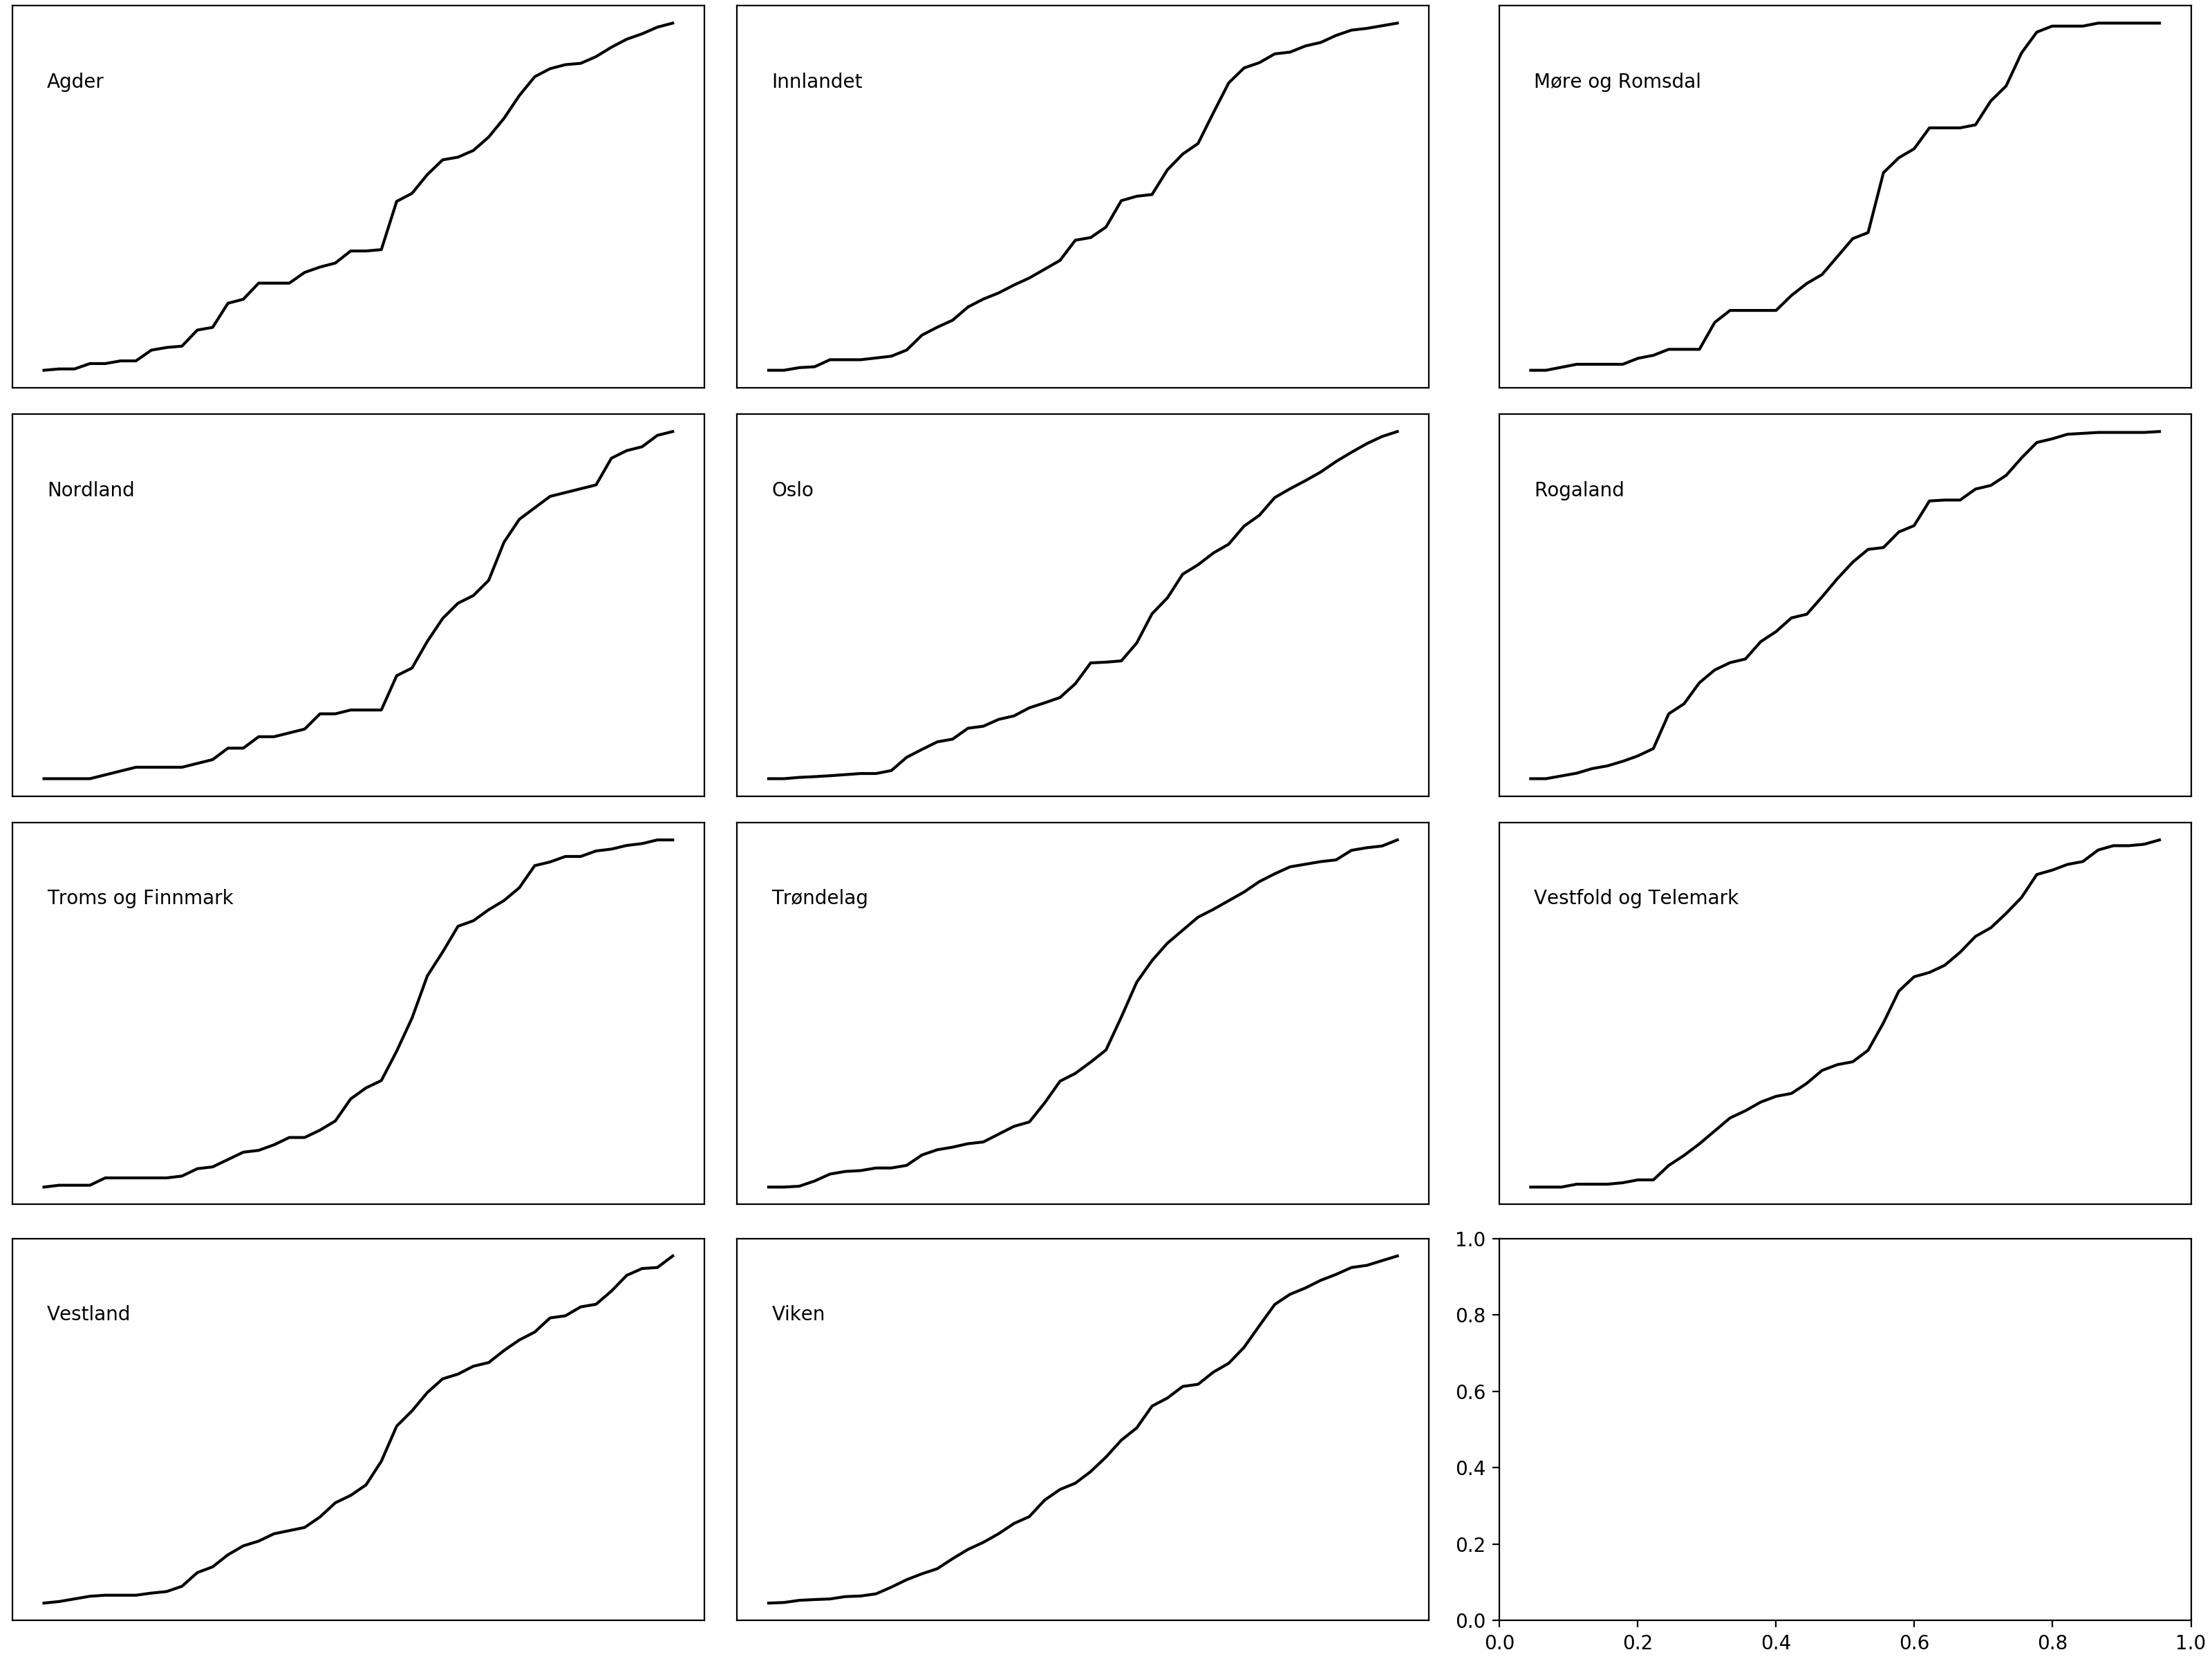 Agder
Innlandet
Møre og Romsdal
Nordland
Oslo
Rogaland
Troms og Finnmark
Trøndelag
Vestfold og Telemark
Vestland
Viken
1.0
0.8
0.6
0.4
0.2
0.0
0.0 0.2 0.4 0.6 0.8 1.0